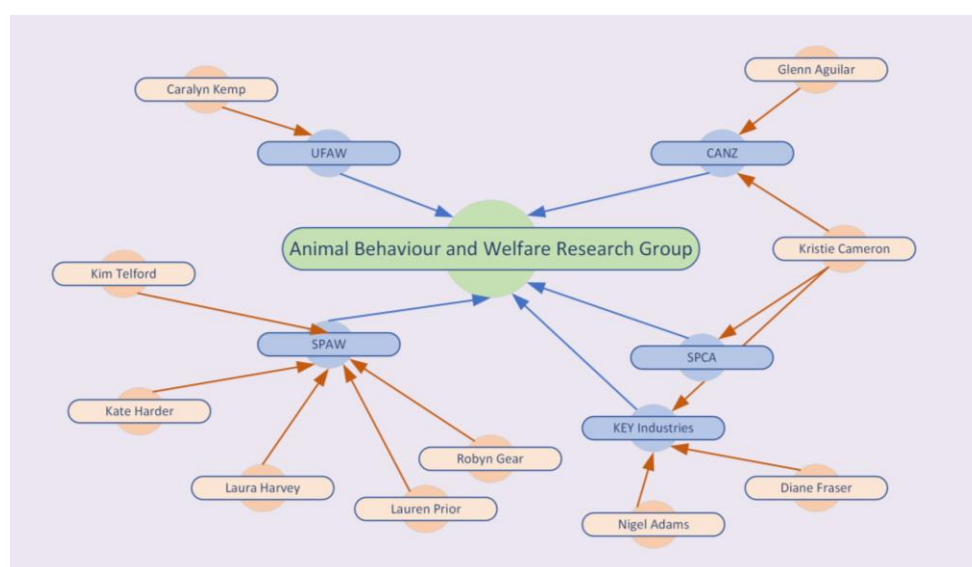 Glenn Aguilar
Caralyn Kemp
UFAW
CANZ
Animal Behaviour and Welfare Research Group
Kristie Cameron
Kim Telford
SPAW
SPCA
Kate Harder
KEY Industries
Robyn Gear
Laura Harvey
Diane Fraser
Lauren Prior
Nigel Adams